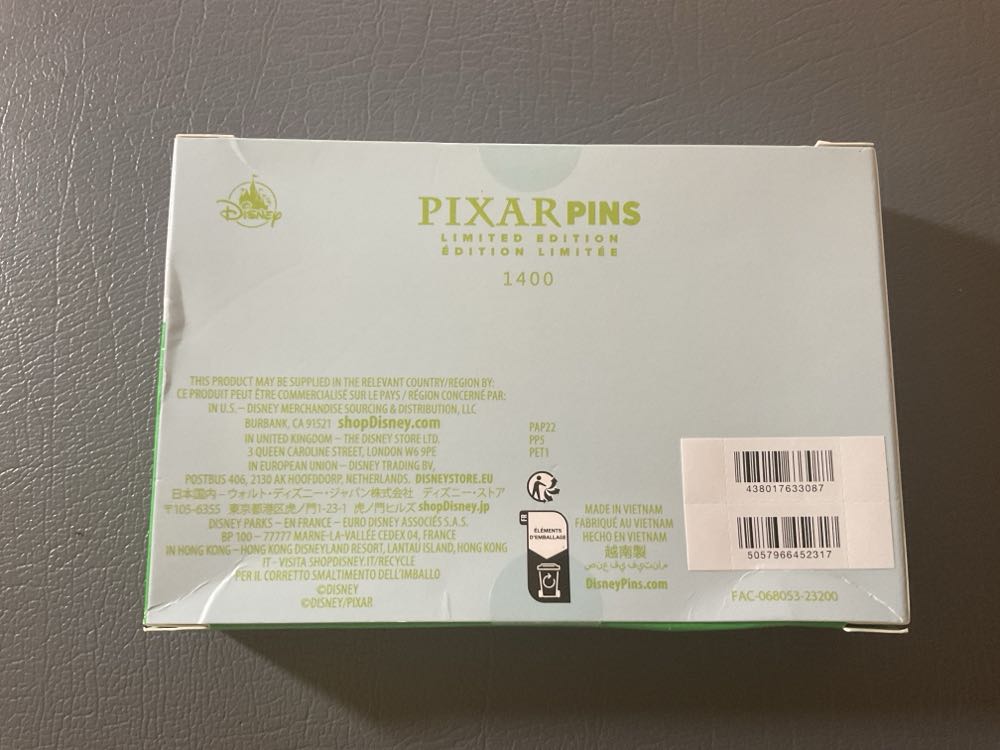 Disney
PIXAR PINS
LIMITED EDITION
ÉDITION LIMITÉE
1400
THIS PRODUCT MAY BE SUPPLIED IN THE RELEVANT COUNTRY/REGION BY:
CE PRODUIT PEUT ÊTRE COMMERCIALISÉ SUR LE PAYS / RÉGION CONCERNÉ PAR:
IN U.S. – DISNEY MERCHANDISE SOURCING & DISTRIBUTION, LLC
BURBANK, CA 91521 shopDisney.com
IN UNITED KINGDOM – THE DISNEY STORE LTD.
3 QUEEN CAROLINE STREET, LONDON W6 9PE
IN EUROPEAN UNION – DISNEY TRADING BV,
POSTBUS 406, 2130 AK HOOFDDORP, NETHERLANDS. DISNEYSTORE.EU
日本国内 – ウォルト・ディズニー・ジャパン株式会社 ディズニー・ストア
〒105-6355 東京都港区虎ノ門1-23-1 虎ノ門ヒルズ shopDisney.jp
DISNEY PARKS – EN FRANCE – EURO DISNEY ASSOCIÉS S.A.S.
BP 100 – 77777 MARNE-LA-VALLÉE CEDEX 04, FRANCE
IN HONG KONG – HONG KONG DISNEYLAND RESORT, LANTAU ISLAND, HONG KONG
IT - VISITA SHOPDISNEY.IT/RECYCLE
PER IL CORRETTO SMALTIMENTO DELL'IMBALLO
©DISNEY
©DISNEY/PIXAR
PAP22
PP5
PET1
FR
ÉLÉMENTS
D'EMBALLAGE
MADE IN VIETNAM
FABRIQUÉ AU VIETNAM
HECHO EN VIETNAM
越南製
DisneyPins.com
438017633087
5057966452317
FAC-068053-23200